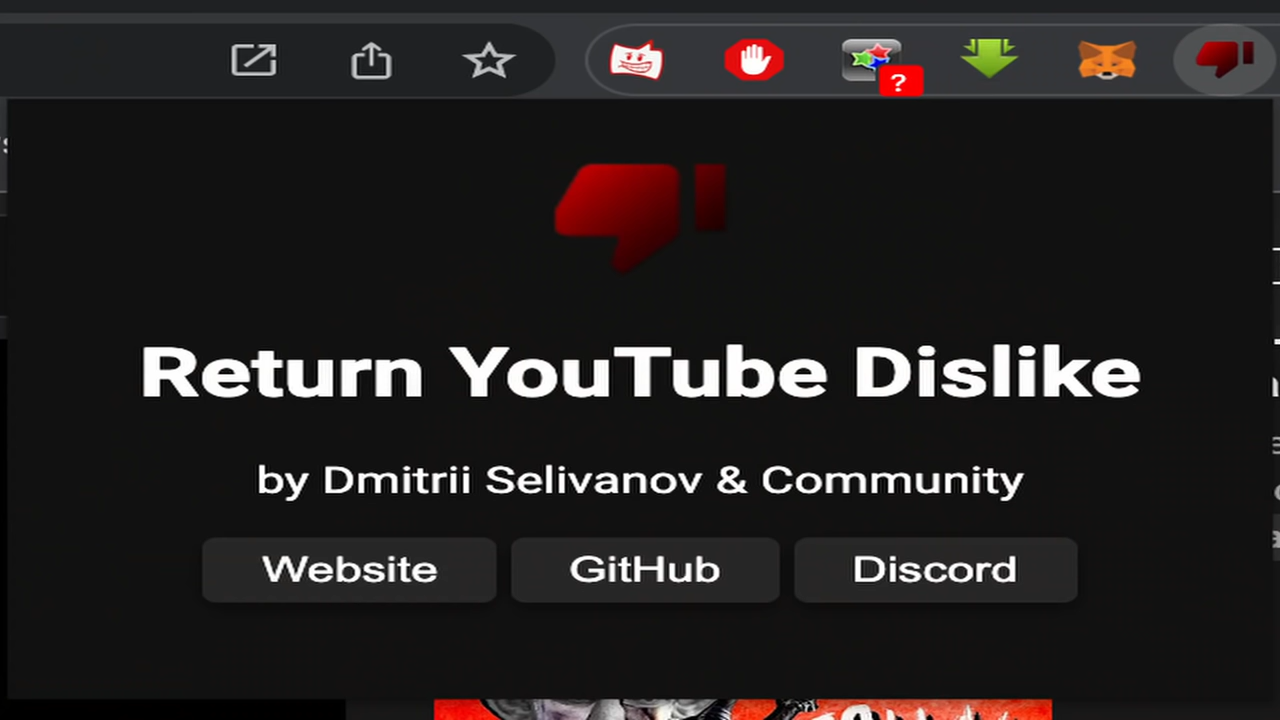 ?
Return YouTube Dislike
by Dmitrii Selivanov & Community
Website
GitHub
Discord